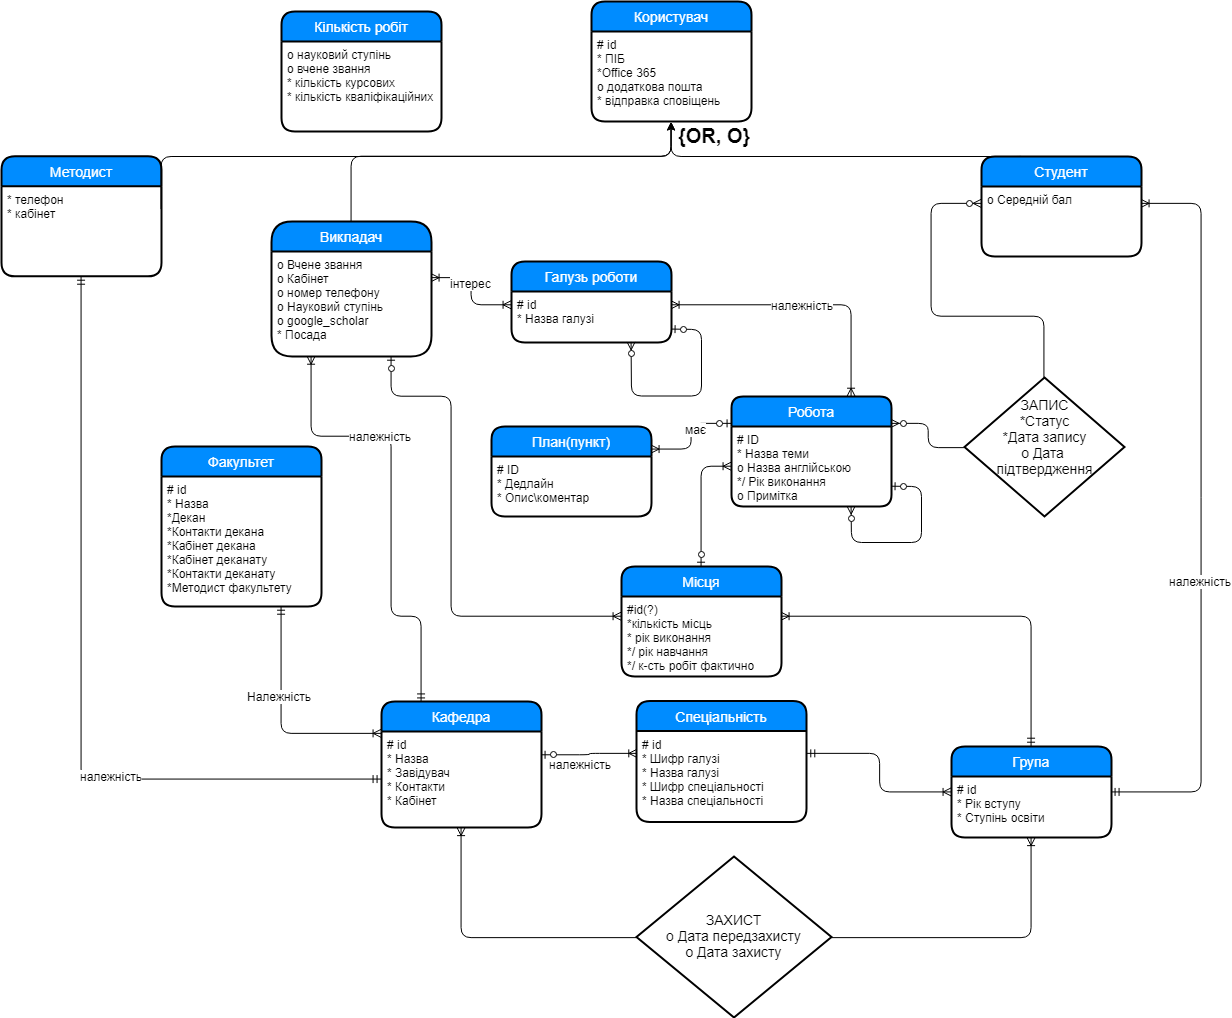 Кількість робіт
o науковий ступінь
o вчене звання
* кількість курсових
* кількість кваліфікаційних
Користувач
# id
* ПІБ
*Office 365
o додаткова пошта
* відправка сповіщень
{OR, O}
Методист
* телефон
* кабінет
Студент
o Середній бал
Викладач
o Вчене звання
o Кабінет
o номер телефону
o Науковий ступінь
o google_scholar
* Посада
інтерес
Галузь роботи
# id
* Назва галузі
належність
Робота
# ID
* Назва теми
o Назва англійською
*/ Рік виконання
o Примітка
ЗАПИС
*Статус
*Дата запису
o Дата
підтвердження
має
План(пункт)
# ID
* Дедлайн
* Опис\коментар
належність
Факультет
# id
* Назва
*Декан
*Контакти декана
*Кабінет декана
*Кабінет деканату
*Контакти деканату
*Методист факультету
Місця
#id(?)
*кількість місць
* рік виконання
*/ рік навчання
*/ к-сть робіт фактично
належність
Належність
Кафедра
# id
* Назва
* Завідувач
* Контакти
* Кабінет
належність
належність
Спеціальність
# id
* Шифр галузі
* Назва галузі
* Шифр спеціальності
* Назва спеціальності
Група
# id
* Рік вступу
* Ступінь освіти
ЗАХИСТ
o Дата передзахисту
o Дата захисту